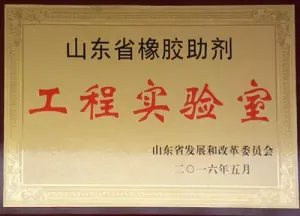 山东省橡胶助剂
工程实验室
山东省发展和改革委员会
二〇一六年五月